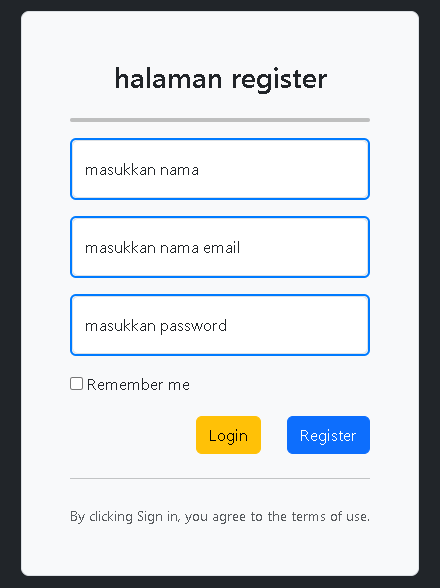 halaman register
masukkan nama
masukkan nama email
masukkan password
Remember me
Login Register
By clicking Sign in, you agree to the terms of use.